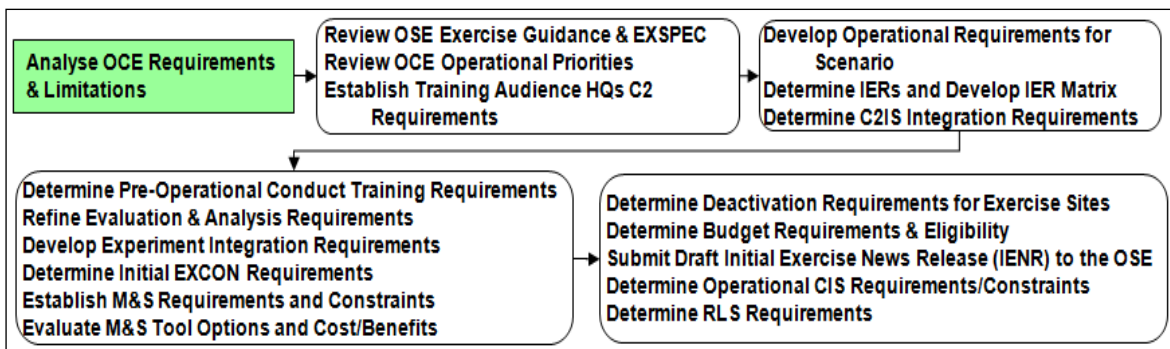 Analyse OCE Requirements
& Limitations
Review OSE Exercise Guidance & EXSPEC
Review OCE Operational Priorities
Establish Training Audience HQs C2
Requirements
Develop Operational Requirements for
Scenario
Determine IERs and Develop IER Matrix
Determine C2IS Integration Requirements
Determine Pre-Operational Conduct Training Requirements
Refine Evaluation & Analysis Requirements
Develop Experiment Integration Requirements
Determine Initial EXCON Requirements
Establish M&S Requirements and Constraints
Evaluate M&S Tool Options and Cost/Benefits
Determine Deactivation Requirements for Exercise Sites
Determine Budget Requirements & Eligibility
Submit Draft Initial Exercise News Release (IENR) to the OSE
Determine Operational CIS Requirements/Constraints
Determine RLS Requirements